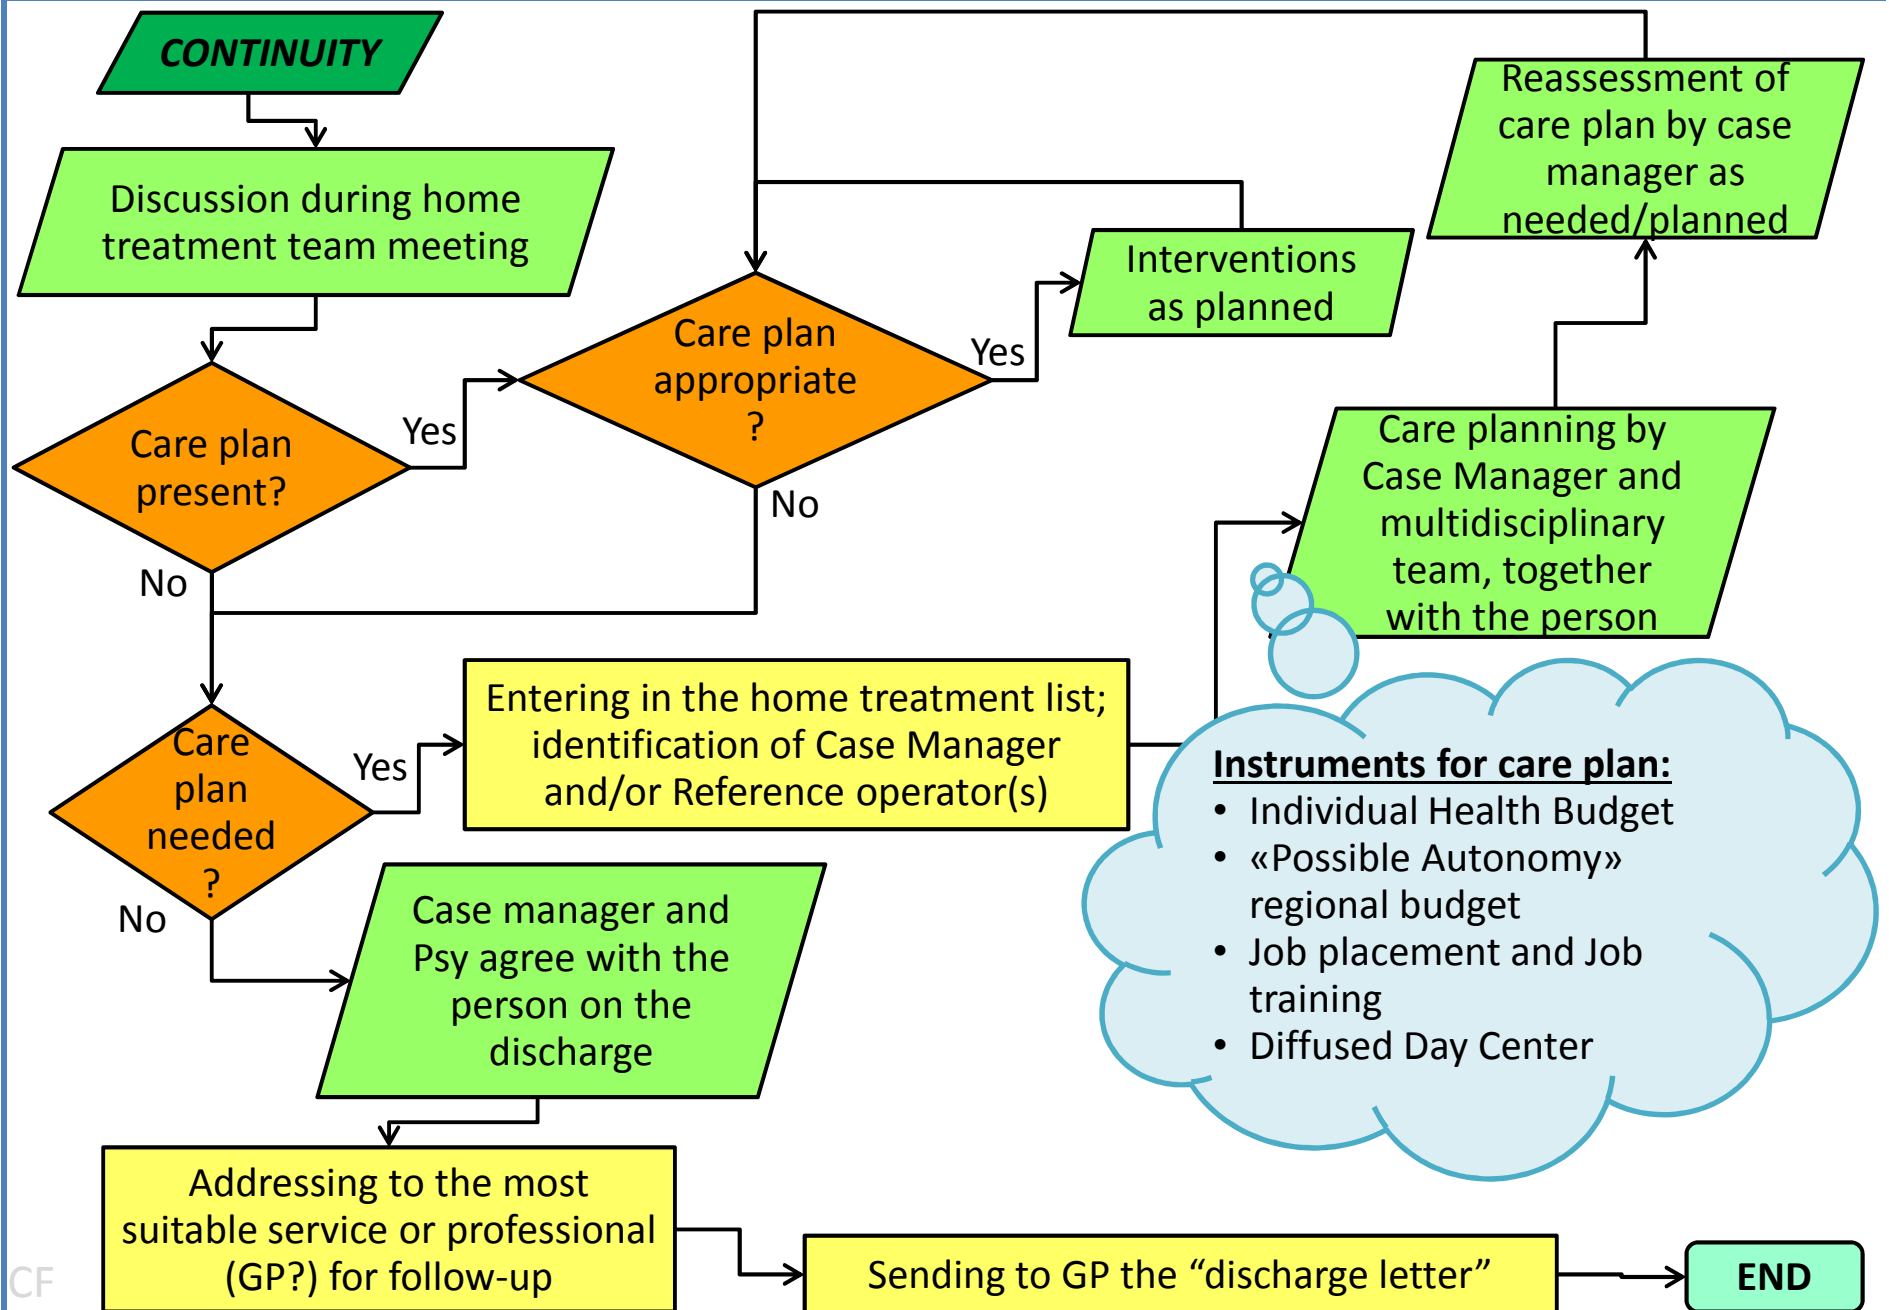 CONTINUITY
Discussion during home
treatment team meeting
Care plan
present?
Yes
No
Care plan
appropriate
?
Yes
No
Interventions
as planned
Reassessment of
care plan by case
manager as
needed/planned
Care planning by
Case Manager and
multidisciplinary
team, together
with the person
Care
plan
needed
?
Yes
No
Entering in the home treatment list;
identification of Case Manager
and/or Reference operator(s)
Instruments for care plan:
• Individual Health Budget
• «Possible Autonomy»
regional budget
• Job placement and Job
training
• Diffused Day Center
Case manager and
Psy agree with the
person on the
discharge
Addressing to the most
suitable service or professional
(GP?) for follow-up
Sending to GP the “discharge letter”
END
CF